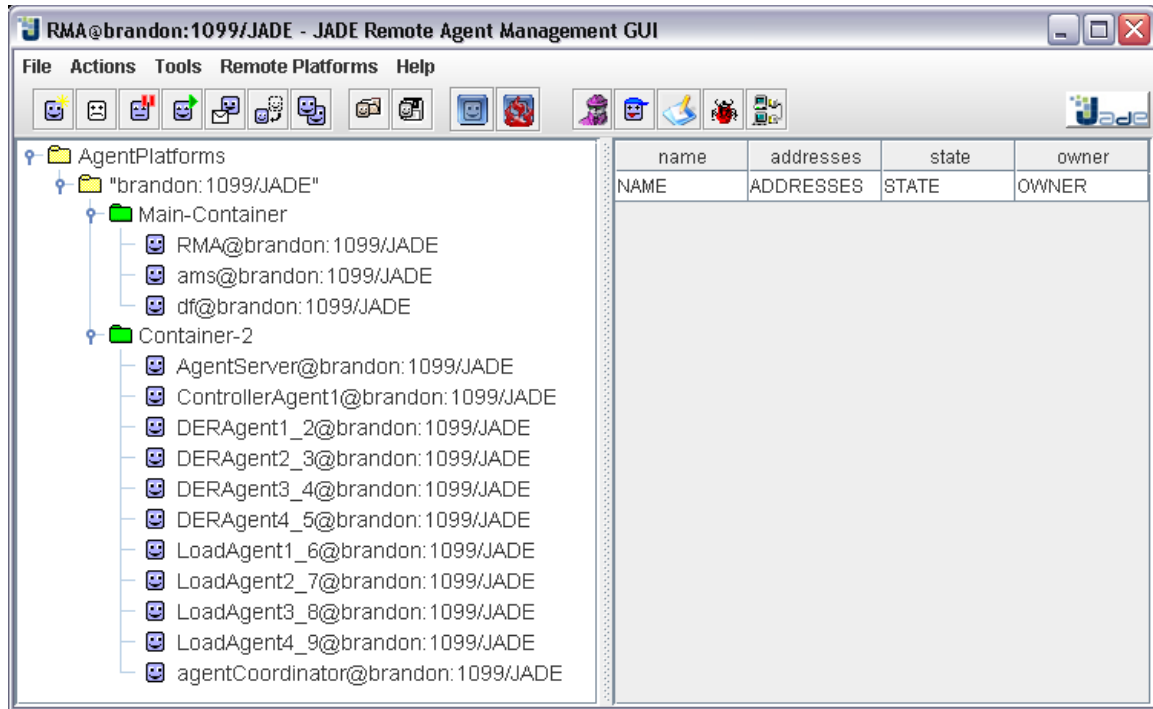 RMA@brandon:1099/JADE - JADE Remote Agent Management GUI
File Actions Tools Remote Platforms Help
Jade
AgentPlatforms
"brandon:1099/JADE"
Main-Container
RMA@brandon:1099/JADE
ams@brandon:1099/JADE
df@brandon:1099/JADE
Container-2
AgentServer@brandon:1099/JADE
ControllerAgent1@brandon:1099/JADE
DERAgent1_2@brandon:1099/JADE
DERAgent2_3@brandon:1099/JADE
DERAgent3_4@brandon:1099/JADE
DERAgent4_5@brandon:1099/JADE
LoadAgent1_6@brandon:1099/JADE
LoadAgent2_7@brandon:1099/JADE
LoadAgent3_8@brandon:1099/JADE
LoadAgent4_9@brandon:1099/JADE
agentCoordinator@brandon:1099/JADE
name addresses state owner
NAME ADDRESSES STATE OWNER